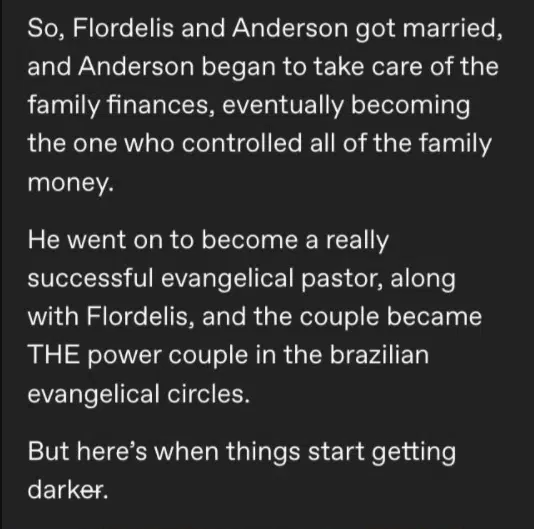 So, Flordelis and Anderson got married,
and Anderson began to take care of the
family finances, eventually becoming
the one who controlled all of the family
money.
He went on to become a really
successful evangelical pastor, along
with Flordelis, and the couple became
THE power couple in the brazilian
evangelical circles.
But here’s when things start getting
darker.